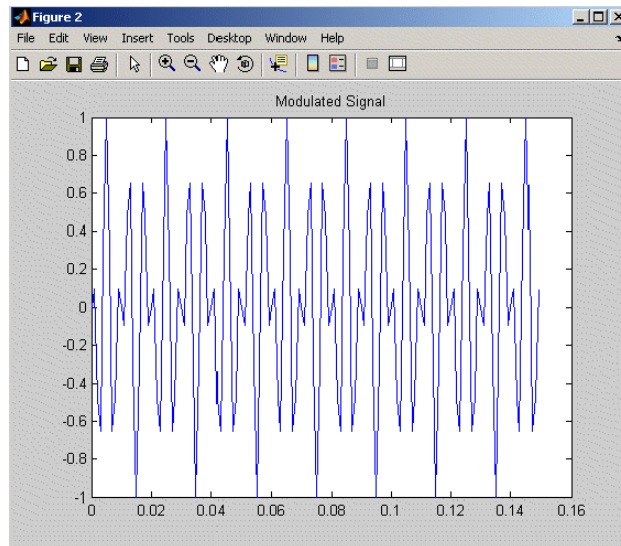 Figure 2
File Edit View Insert Tools Desktop Window Help
Modulated Signal
1
0.8
0.6
0.4
0.2
0
-0.2
-0.4
-0.6
-0.8
-1
0 0.02 0.04 0.06 0.08 0.1 0.12 0.14 0.16